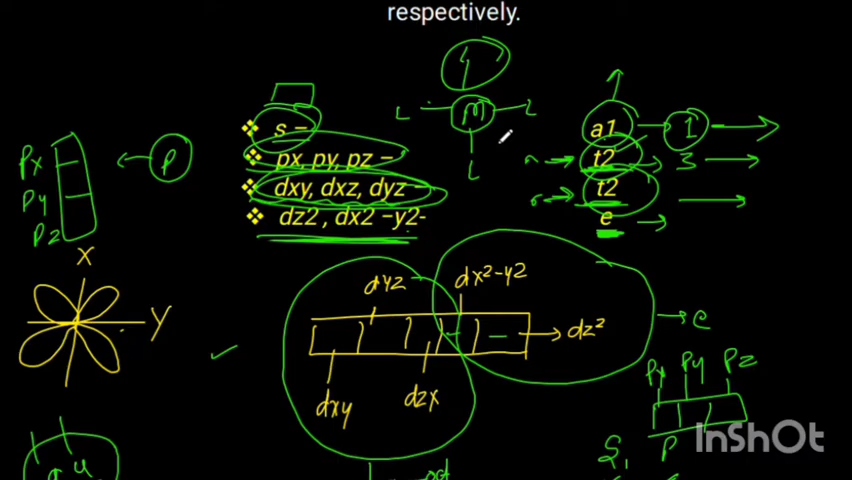 respectively.
L M L
L
s – a1 1
px, py, pz – t2 3
dxy, dxz, dyz – t2
dz2 , dx2 –y2- e
Px P
Py
Pz
X
Y
dyz dx²-y2
dz² e
dxy dzx
Px Py Pz
P
InShOt